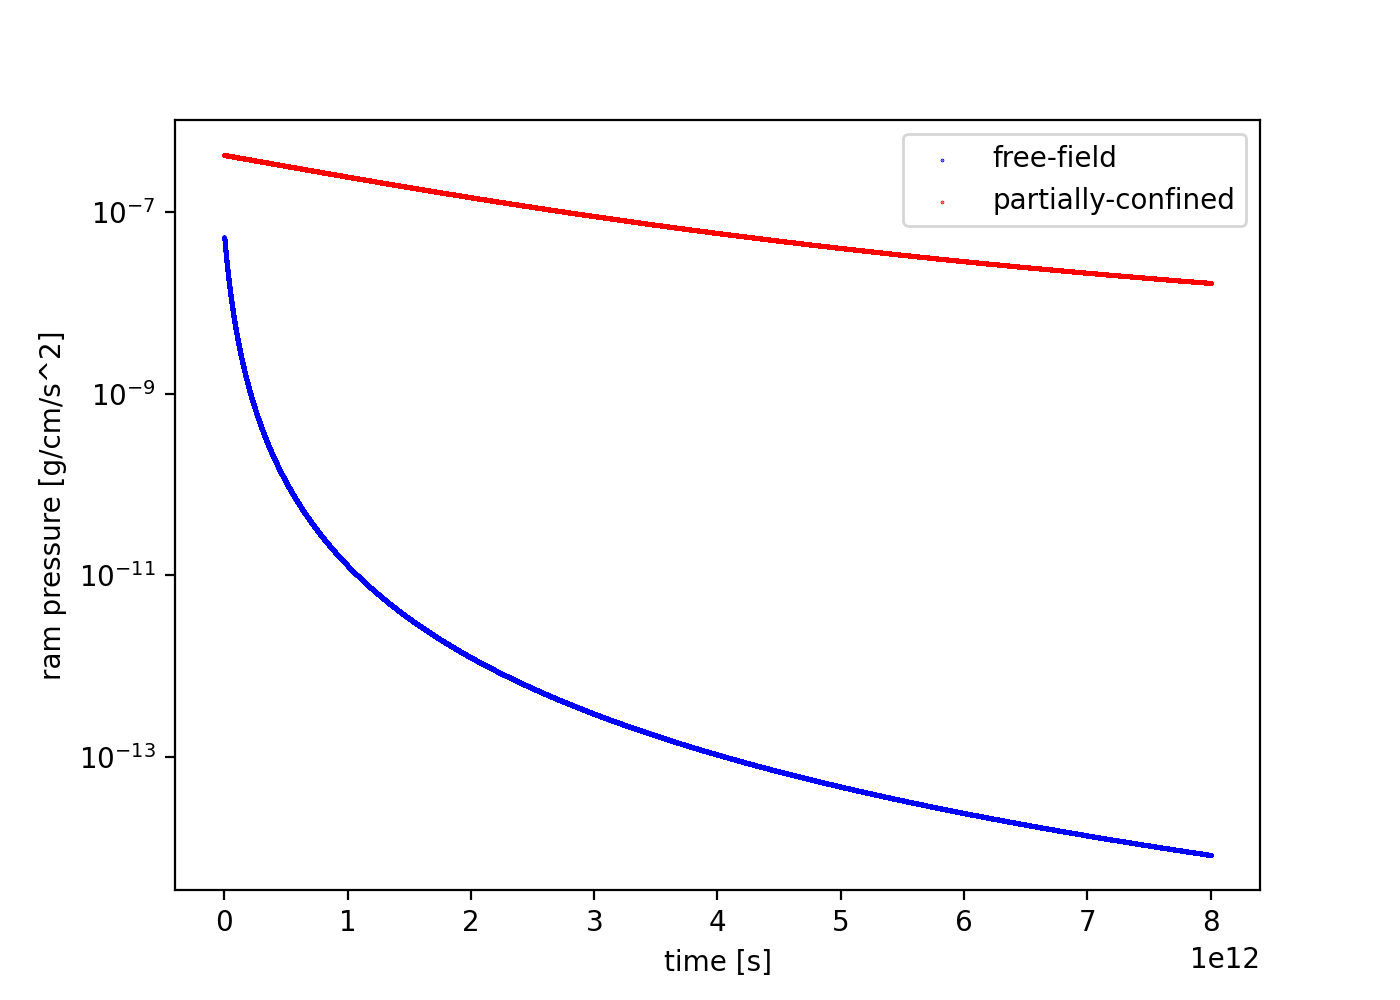 free-field
partially-confined
ram pressure [g/cm/s^2]
10⁻⁷
10⁻⁹
10⁻¹¹
10⁻¹³
0 1 2 3 4 5 6 7 8
1e12
time [s]